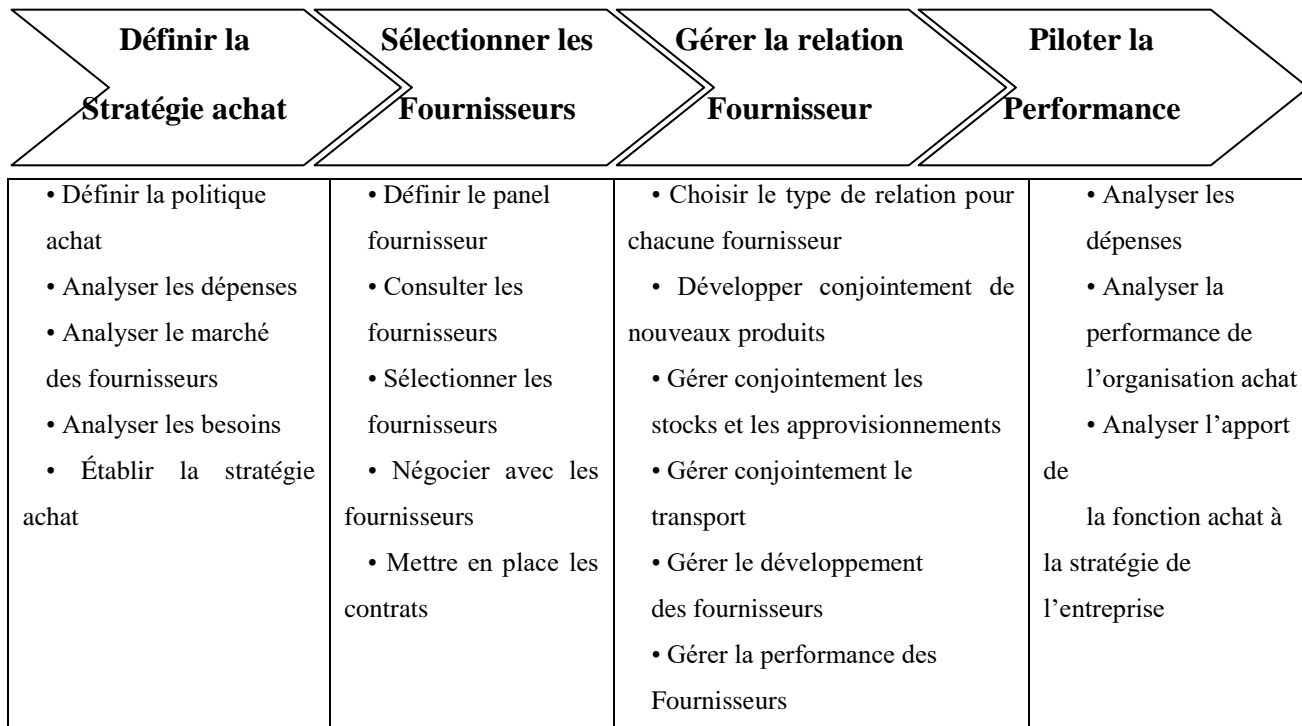 Définir la
Stratégie achat
Sélectionner les
Fournisseurs
Gérer la relation
Fournisseur
Piloter la
Performance
• Définir la politique
achat
• Analyser les dépenses
• Analyser le marché
des fournisseurs
• Analyser les besoins
• Établir la stratégie
achat
• Définir le panel
fournisseur
• Consulter les
fournisseurs
• Sélectionner les
fournisseurs
• Négocier avec les
fournisseurs
• Mettre en place les
contrats
• Choisir le type de relation pour
chacune fournisseur
• Développer conjointement de
nouveaux produits
• Gérer conjointement les
stocks et les approvisionnements
• Gérer conjointement le
transport
• Gérer le développement
des fournisseurs
• Gérer la performance des
Fournisseurs
• Analyser les
dépenses
• Analyser la
performance de
l’organisation achat
• Analyser l’apport
de
la fonction achat à
la stratégie de
l’entreprise